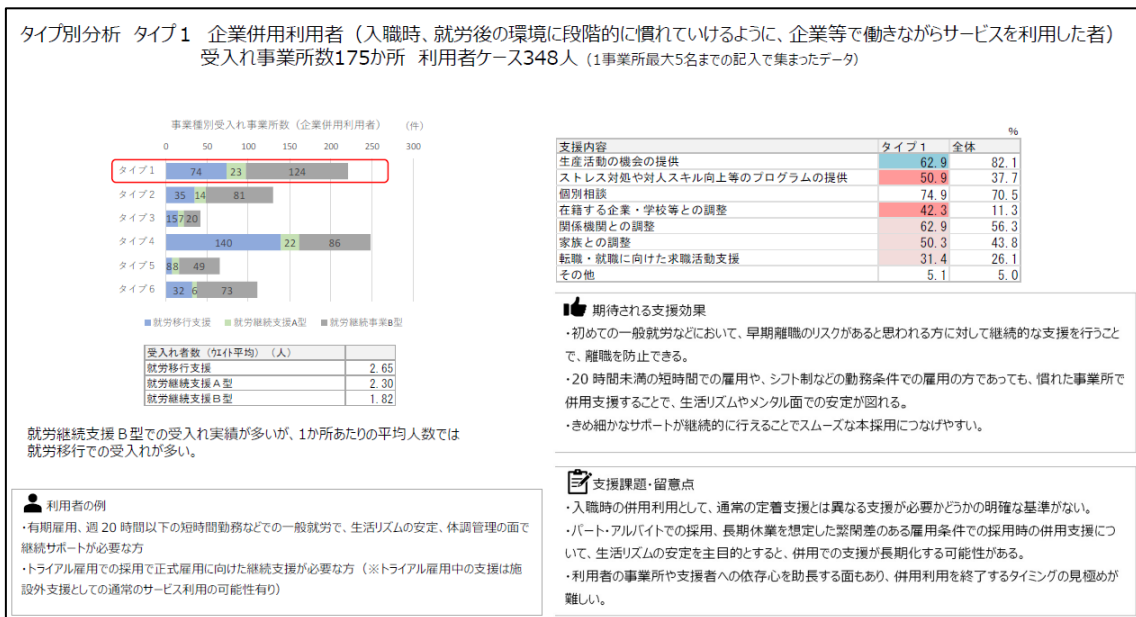 タイプ別分析 タイプ1 企業併用利用者（入職時、就労後の環境に段階的に慣れていけるように、企業等で働きながらサービスを利用した者）
受入れ事業所数175か所 利用者ケース348人（1事業所最大5名までの記入で集まったデータ）
事業種別受入れ事業所数（企業併用利用者） （件）
0 50 100 150 200 250 300
タイプ1 74 23 124
タイプ2 35 14 81
タイプ3 15 7 20
タイプ4 140 22 86
タイプ5 8 8 49
タイプ6 32 6 73
■就労移行支援 ■就労継続支援A型 ■就労継続事業B型
受入れ者数（ｳｴｲﾄ平均）（人）
就労移行支援 2.65
就労継続支援Ａ型 2.30
就労継続支援Ｂ型 1.82
就労継続支援Ｂ型での受入れ実績が多いが、1か所あたりの平均人数では
就労移行での受入れが多い。
利用者の例
・有期雇用、週20時間以下の短時間勤務などでの一般就労で、生活リズムの安定、体調管理の面で
継続サポートが必要な方
・トライアル雇用での採用で正式雇用に向けた継続支援が必要な方（※トライアル雇用中の支援は施
設外支援としての通常のサービス利用の可能性有り）
%
支援内容 タイプ1 全体
生産活動の機会の提供 62.9 82.1
ストレス対処や対人スキル向上等のプログラムの提供 50.9 37.7
個別相談 74.9 70.5
在籍する企業・学校等との調整 42.3 11.3
関係機関との調整 62.9 56.3
家族との調整 50.3 43.8
転職・就職に向けた求職活動支援 31.4 26.1
その他 5.1 5.0
期待される支援効果
・初めての一般就労などにおいて、早期離職のリスクがあると思われる方に対して継続的な支援を行うこと
で、離職を防止できる。
・20時間未満の短時間での雇用や、シフト制などの勤務条件での雇用の方であっても、慣れた事業所で
併用支援することで、生活リズムやメンタル面での安定が図れる。
・きめ細かなサポートが継続的に行えることでスムーズな本採用につなげやすい。
支援課題・留意点
・入職時の併用利用として、通常の定着支援とは異なる支援が必要かどうかの明確な基準がない。
・パート・アルバイトでの採用、長期休業を想定した繁閑差のある雇用条件での採用時の併用支援につ
いて、生活リズムの安定を主目的とすると、併用での支援が長期化する可能性がある。
・利用者の事業所や支援者への依存心を助長する面もあり、併用利用を終了するタイミングの見極めが
難しい。